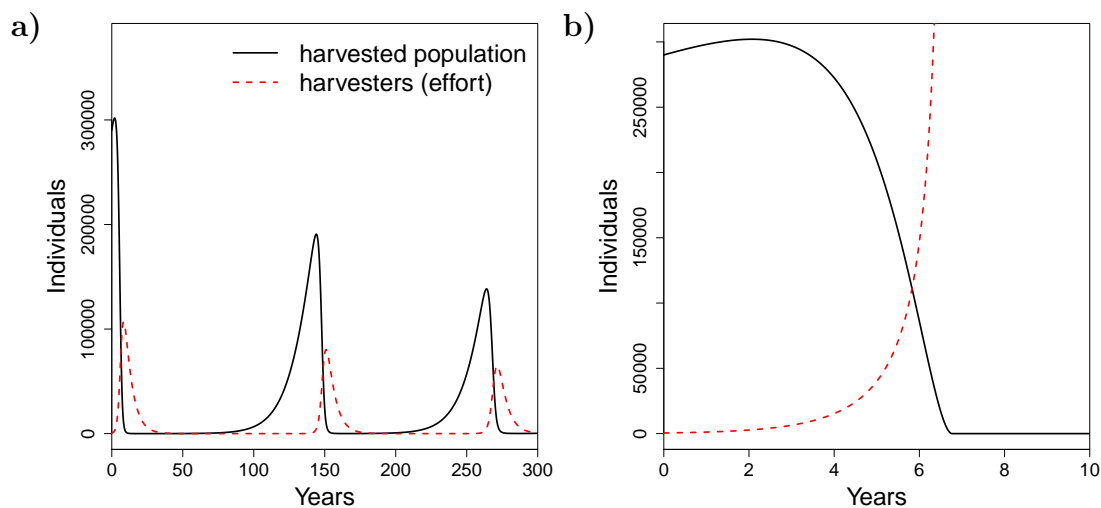 a)
harvested population
harvesters (effort)
Individuals
0
100000
200000
300000
0
50
100
150
200
250
300
Years
b)
Individuals
0
50000
150000
250000
0
2
4
6
8
10
Years